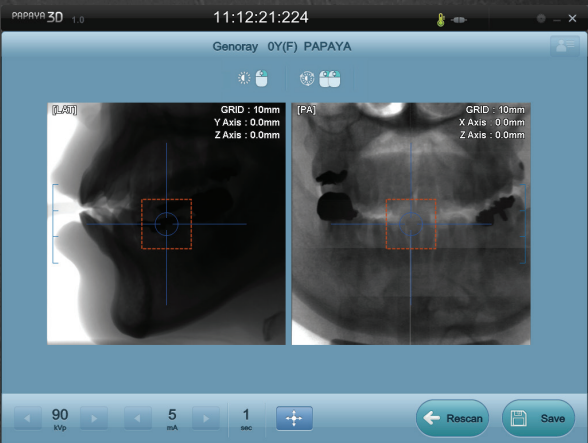 PAPAYA 3D 1.0
11:12:21:224
Genoray 0Y(F) PAPAYA
[LAT]
GRID : 10mm
Y Axis : 0.0mm
Z Axis : 0.0mm
[PA]
GRID : 10mm
X Axis : 0.0mm
Z Axis : 0.0mm
90
kVp
5
mA
1
sec
Rescan
Save